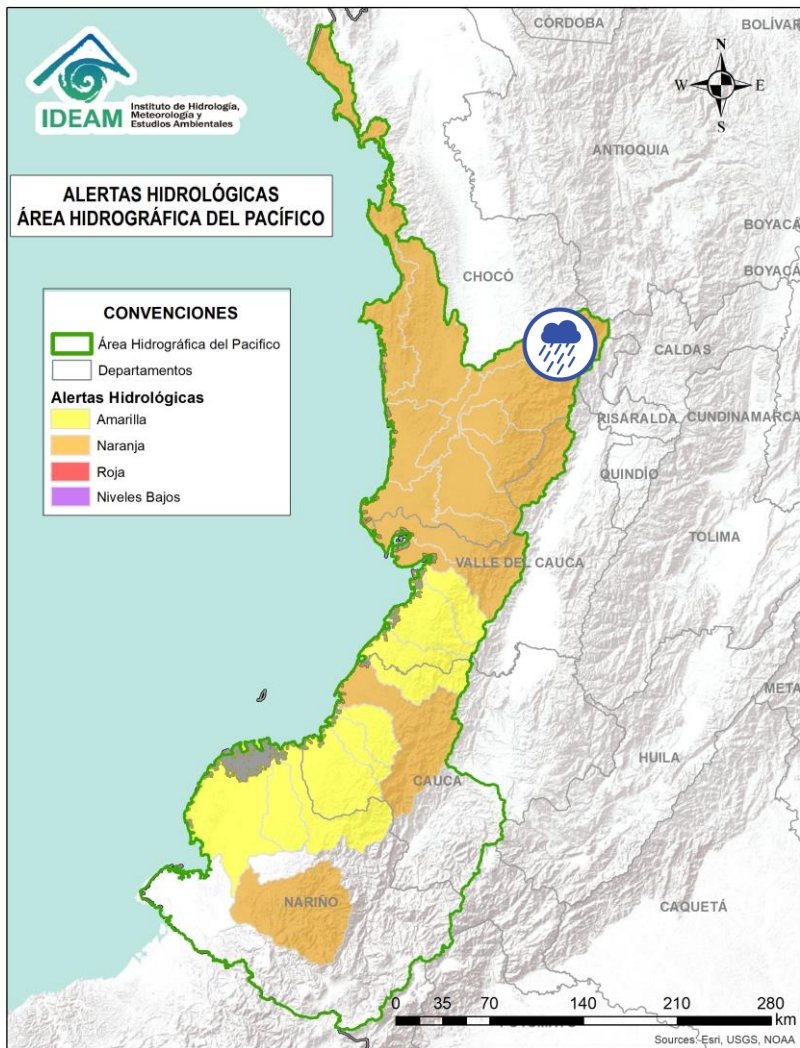 CÓRDOBA
BOLÍVAR
N
W
E
S
IDEAM
Instituto de Hidrología,
Meteorología y
Estudios Ambientales
ANTIOQUIA
ALERTAS HIDROLÓGICAS
ÁREA HIDROGRÁFICA DEL PACÍFICO
BOYACÁ
BOYACÁ
CHOCÓ
CONVENCIONES
Área Hidrográfica del Pacifico
Departamentos
Alertas Hidrológicas
Amarilla
Naranja
Roja
Niveles Bajos
CALDAS
RISARALDA
CUNDINAMARCA
QUINDÍO
TOLIMA
VALLE DEL CAUCA
META
HUILA
CAUCA
NARIÑO
CAQUETÁ
0 35 70 140 210 280
km
Sources: Esri, USGS, NOAA